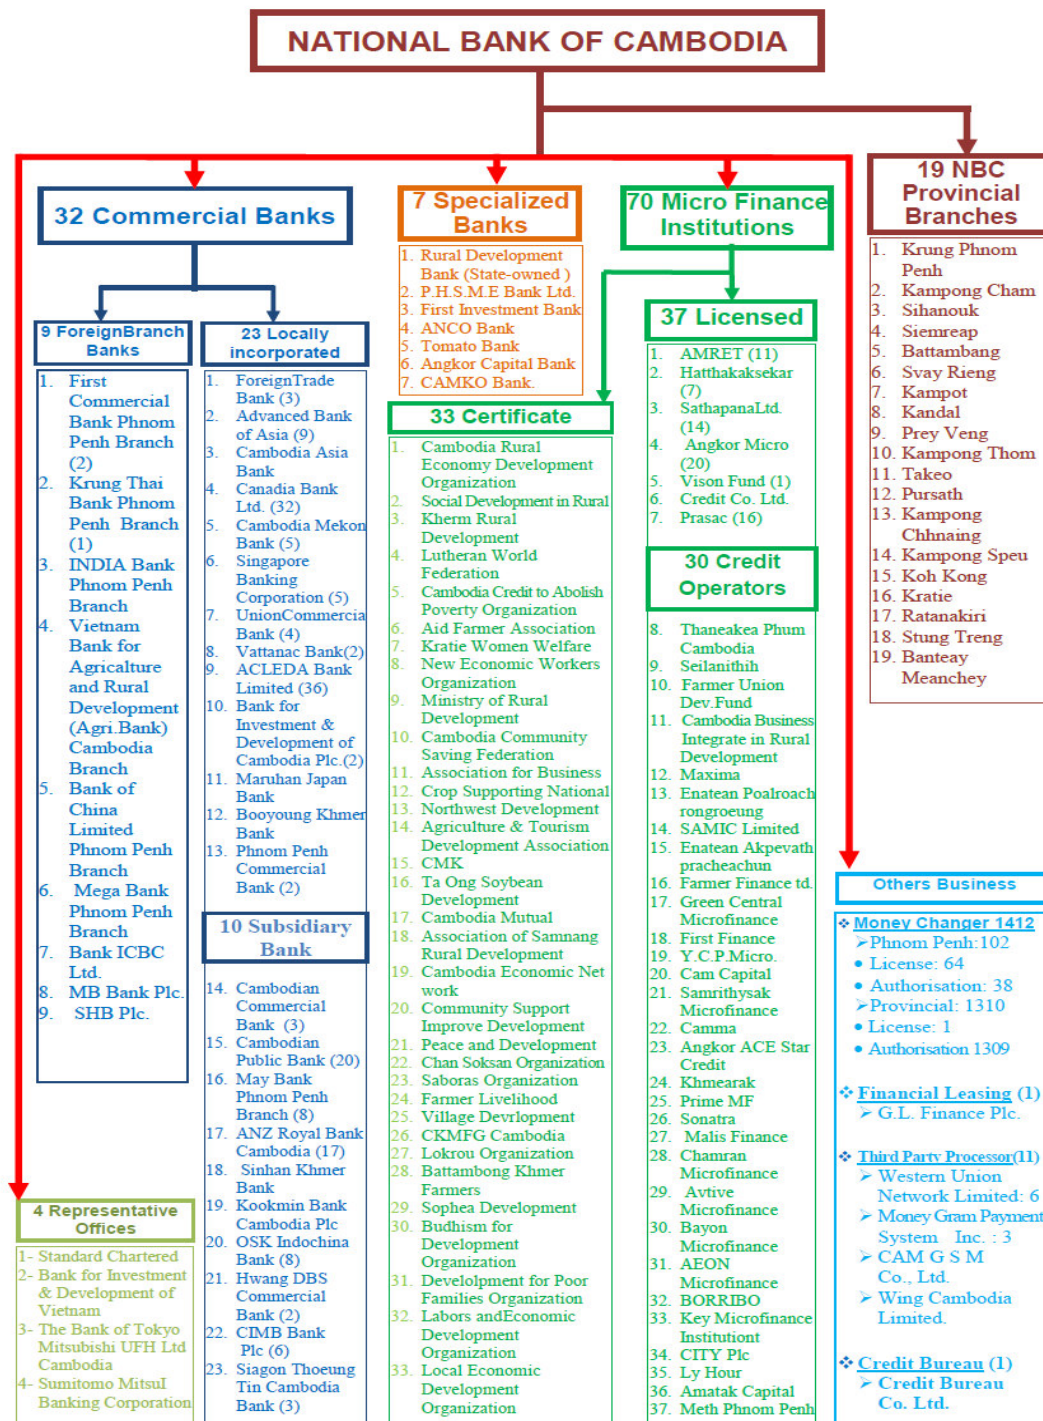 NATIONAL BANK OF CAMBODIA
32 Commercial Banks
9 ForeignBranch
Banks
1. First
Commercial
Bank Phnom
Penh Branch
(2)
2. Krung Thai
Bank Phnom
Penh Branch
(1)
3. INDIA Bank
Phnom Penh
Branch
4. Vietnam
Bank for
Agricalture
and Rural
Development
(Agri.Bank)
Cambodia
Branch
5. Bank of
China
Limited
Phnom Penh
Branch
6. Mega Bank
Phnom Penh
Branch
7. Bank ICBC
Ltd.
8. MB Bank Plc.
9. SHB Plc.
23 Locally
incorporated
1. ForeignTrade
Bank (3)
2. Advanced Bank
of Asia (9)
3. Cambodia Asia
Bank
4. Canadia Bank
Ltd. (32)
5. Cambodia Mekon
Bank (5)
6. Singapore
Banking
Corporation (5)
7. UnionCommercia
Bank (4)
8. Vattanac Bank(2)
9. ACLEDA Bank
Limited (36)
10. Bank for
Investment &
Development of
Cambodia Plc.(2)
11. Maruhan Japan
Bank
12. Booyoung Khmer
Bank
13. Phnom Penh
Commercial
Bank (2)
10 Subsidiary
Bank
14. Cambodian
Commercial
Bank (3)
15. Cambodian
Public Bank (20)
16. May Bank
Phnom Penh
Branch (8)
17. ANZ Royal Bank
Cambodia (17)
18. Sinhan Khmer
Bank
19. Kookmin Bank
Cambodia Plc
20. OSK Indochina
Bank (8)
21. Hwang DBS
Commercial
Bank (2)
22. CIMB Bank
Plc (6)
23. Siagon Thoeung
Tin Cambodia
Bank (3)
7 Specialized
Banks
1. Rural Development
Bank (State-owned )
2. P.H.S.M.E Bank Ltd.
3. First Investment Bank
4. ANCO Bank
5. Tomato Bank
6. Angkor Capital Bank
7. CAMKO Bank.
70 Micro Finance
Institutions
33 Certificate
1. Cambodia Rural
Economy Development
Organization
2. Social Development in Rural
3. Kherm Rural
Development
4. Lutheran World
Federation
5. Cambodia Credit to Abolish
Poverty Organization
6. Aid Farmer Association
7. Kratie Women Welfare
8. New Economic Workers
Organization
9. Ministry of Rural
Development
10. Cambodia Community
Saving Federation
11. Association for Business
12. Crop Supporting National
13. Northwest Development
14. Agriculture & Tourism
Development Association
15. CMK
16. Ta Ong Soybean
Development
17. Cambodia Mutual
18. Association of Samnang
Rural Development
19. Cambodia Economic Net
work
20. Community Support
Improve Development
21. Peace and Development
22. Chan Soksan Organization
23. Saboras Organization
24. Farmer Livelihood
25. Village Devrlopment
26. CKMFG Cambodia
27. Lokrou Organization
28. Battambong Khmer
Farmers
29. Sophea Development
30. Budhism for
Development
Organization
31. Develolpment for Poor
Families Organization
32. Labors andEconomic
Development
Organization
33. Local Economic
Development
Organization
37 Licensed
1. AMRET (11)
2. Hatthakaksekar
(7)
3. SathapanaLtd.
(14)
4. Angkor Micro
(20)
5. Vison Fund (1)
6. Credit Co. Ltd.
7. Prasac (16)
30 Credit
Operators
8. Thaneakea Phum
Cambodia
9. Seilanithih
10. Farmer Union
Dev.Fund
11. Cambodia Business
Integrate in Rural
Development
12. Maxima
13. Enatean Poalroach
rongroeung
14. SAMIC Limited
15. Enatean Akpevath
pracheachun
16. Farmer Finance td.
17. Green Central
Microfinance
18. First Finance
19. Y.C.P.Micro.
20. Cam Capital
21. Samrithysak
Microfinance
22. Camma
23. Angkor ACE Star
Credit
24. Khmearak
25. Prime MF
26. Sonatra
27. Malis Finance
28. Chamran
Microfinance
29. Avtive
Microfinance
30. Bayon
Microfinance
31. AEON
Microfinance
32. BORRIBO
33. Key Microfinance
Institutiont
34. CITY Plc
35. Ly Hour
36. Amatak Capital
37. Meth Phnom Penh
19 NBC
Provincial
Branches
1. Krung Phnom
Penh
2. Kampong Cham
3. Sihanouk
4. Siemreap
5. Battambang
6. Svay Rieng
7. Kampot
8. Kandal
9. Prey Veng
10. Kampong Thom
11. Takeo
12. Pursath
13. Kampong
Chhnaing
14. Kampong Speu
15. Koh Kong
16. Kratie
17. Ratanakiri
18. Stung Treng
19. Banteay
Meanchey
Others Business
❖ Money Changer 1412
➢Phnom Penh:102
• License: 64
• Authorisation: 38
➢Provincial: 1310
• License: 1
• Authorisation 1309
❖ Financial Leasing (1)
➢ G.L. Finance Plc.
❖ Third Party Processor(11)
➢ Western Union
Network Limited: 6
➢ Money Gram Payment
System Inc. : 3
➢ CAM G S M
Co., Ltd.
➢ Wing Cambodia
Limited.
❖ Credit Bureau (1)
➢ Credit Bureau
Co. Ltd.
4 Representative
Offices
1- Standard Chartered
2- Bank for Investment
& Development of
Vietnam
3- The Bank of Tokyo
Mitsubishi UFH Ltd
Cambodia
4- Sumitomo MitsuI
Banking Corporation